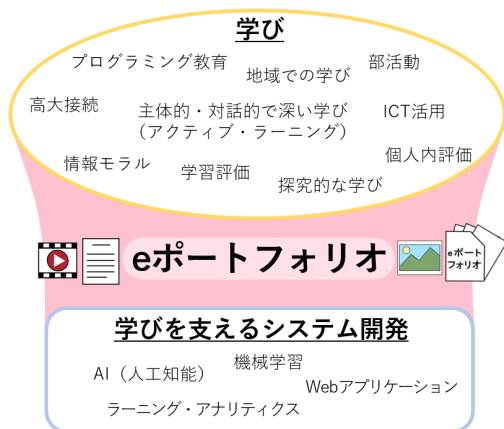 学び
プログラミング教育
地域での学び
部活動
高大接続
主体的・対話的で深い学び
（アクティブ・ラーニング）
ICT活用
情報モラル
学習評価
個人内評価
探究的な学び
eポートフォリオ
eポート
フォリオ
学びを支えるシステム開発
AI（人工知能）
機械学習
Webアプリケーション
ラーニング・アナリティクス